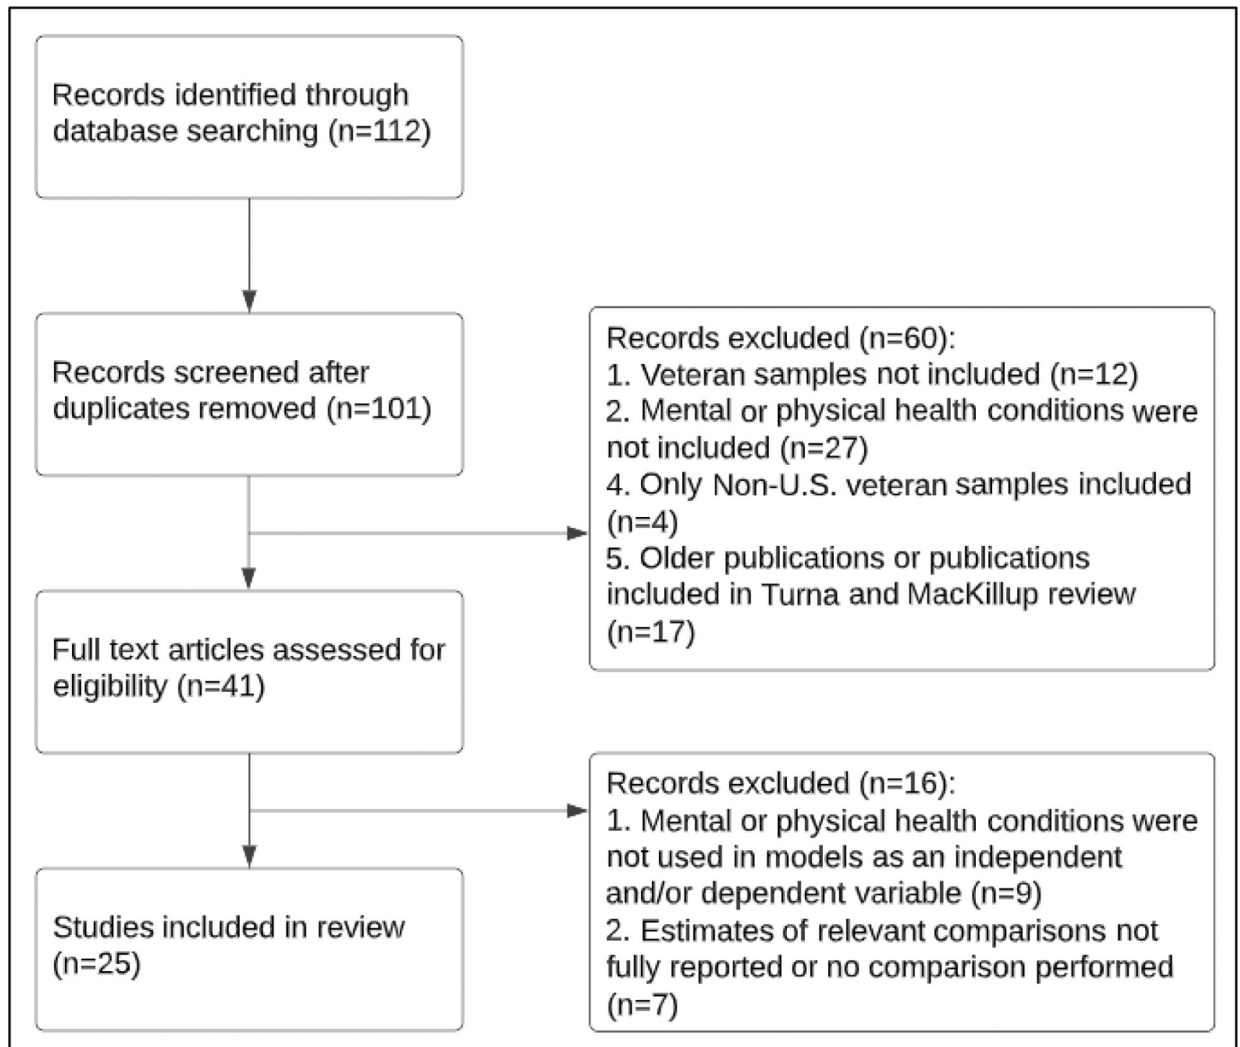 Records identified through
database searching (n=112)
Records screened after
duplicates removed (n=101)
Records excluded (n=60):
1. Veteran samples not included (n=12)
2. Mental or physical health conditions were
not included (n=27)
4. Only Non-U.S. veteran samples included
(n=4)
5. Older publications or publications
included in Turna and MacKillup review
(n=17)
Full text articles assessed for
eligibility (n=41)
Records excluded (n=16):
1. Mental or physical health conditions were
not used in models as an independent
and/or dependent variable (n=9)
2. Estimates of relevant comparisons not
fully reported or no comparison performed
(n=7)
Studies included in review
(n=25)